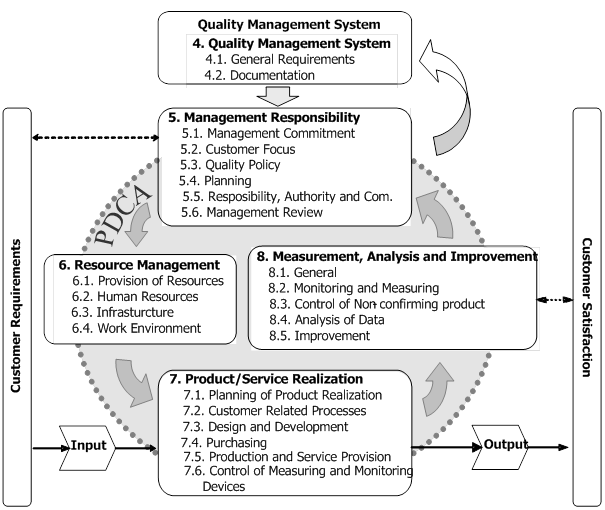 Quality Management System
4. Quality Management System
4.1. General Requirements
4.2. Documentation
5. Management Responsibility
5.1. Management Commitment
5.2. Customer Focus
5.3. Quality Policy
5.4. Planning
5.5. Resposibility, Authority and Com.
5.6. Management Review
PDCA
Customer Requirements
6. Resource Management
6.1. Provision of Resources
6.2. Human Resources
6.3. Infrasturcture
6.4. Work Environment
8. Measurement, Analysis and Improvement
8.1. General
8.2. Monitoring and Measuring
8.3. Control of Non-confirming product
8.4. Analysis of Data
8.5. Improvement
Customer Satisfaction
7. Product/Service Realization
7.1. Planning of Product Realization
7.2. Customer Related Processes
7.3. Design and Development
7.4. Purchasing
7.5. Production and Service Provision
7.6. Control of Measuring and Monitoring
Devices
Input
Output